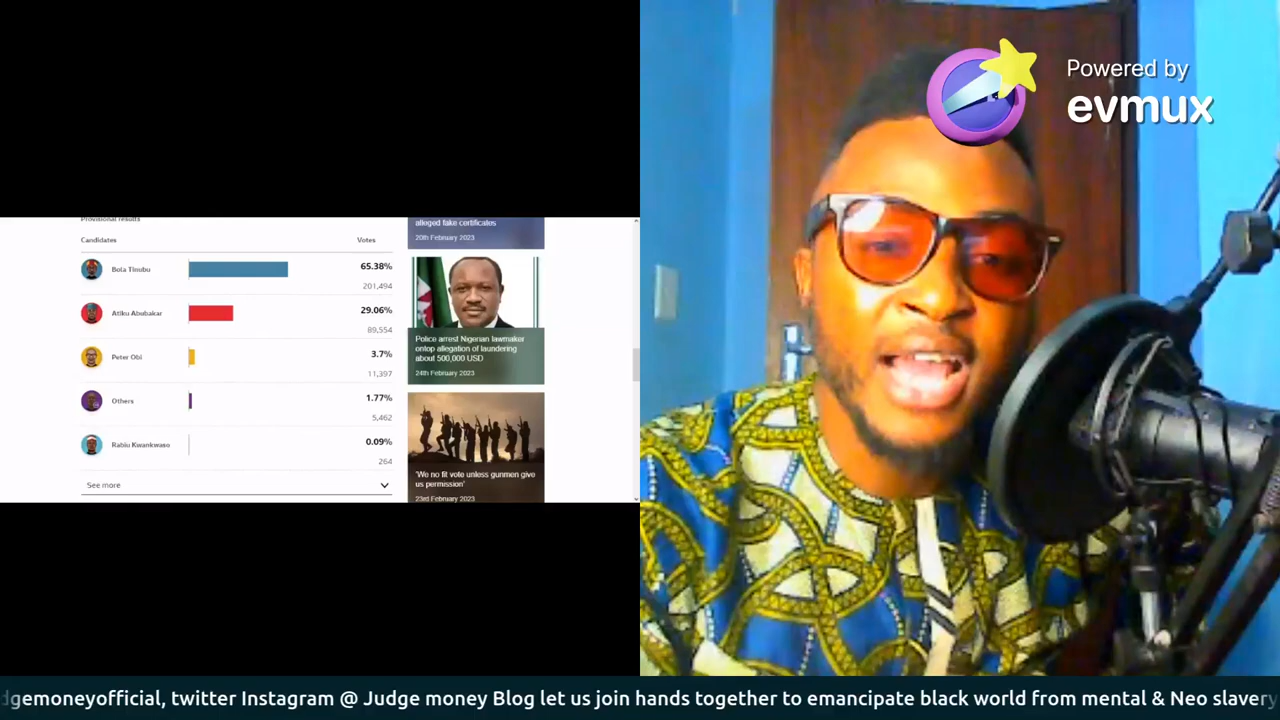 Provisional results
Candidates Votes
Bola Tinubu 65.38%
201,494
Atiku Abubakar 29.06%
89,554
Peter Obi 3.7%
11,397
Others 1.77%
5,462
Rabiu Kwankwaso 0.09%
264
See more
alleged fake certificates
20th February 2023
Police arrest Nigerian lawmaker
ontop allegation of laundering
about 500,000 USD
24th February 2023
'We no fit vote unless gunmen give
us permission'
23rd February 2023
Powered by
evmux
dgemoneyofficial, twitter Instagram @ Judge money Blog let us join hands together to emancipate black world from mental & Neo slavery